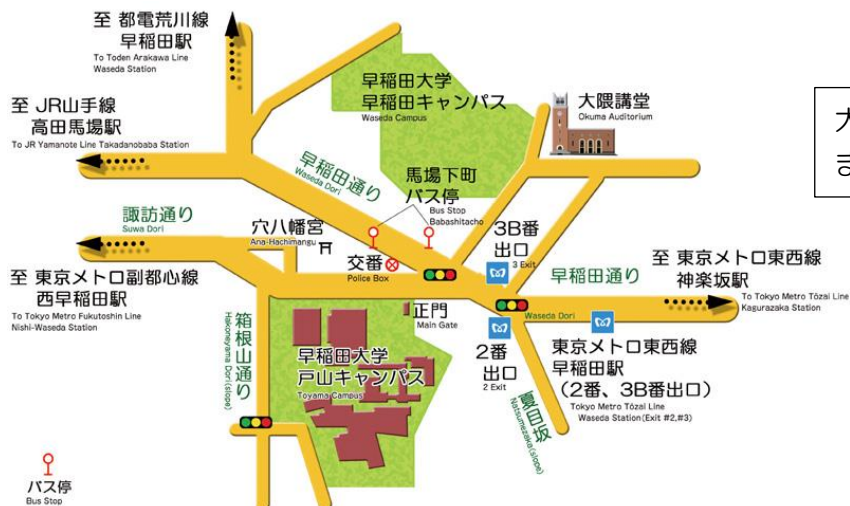 至 都電荒川線
早稲田駅
To Toden Arakawa Line
Waseda Station
至 JR山手線
高田馬場駅
To JR Yamanote Line Takadanobaba Station
早稲田大学
早稲田キャンパス
Waseda Campus
大隈講堂
Okuma Auditorium
早稲田通り
Waseda Dori
馬場下町
バス停
Bus Stop
Babashitacho
諏訪通り
Suwa Dori
穴八幡宮
Ana-Hachimangu
交番
Police Box
3B番
出口
3 Exit
早稲田通り
至 東京メトロ東西線
神楽坂駅
To Tokyo Metro Tōzai Line
Kagurazaka Station
至 東京メトロ副都心線
西早稲田駅
To Tokyo Metro Fukutoshin Line
Nishi-Waseda Station
箱根山通り
Hakoneyama Dori(slope)
正門
Main Gate
Waseda Dori
早稲田大学
戸山キャンパス
Toyama Campus
2番
出口
2 Exit
東京メトロ東西線
早稲田駅
(2番、3B番出口)
Tokyo Metro Tōzai Line
Waseda Station(Exit #2,#3)
夏目坂
Natsumezaka(slope)
バス停
Bus Stop